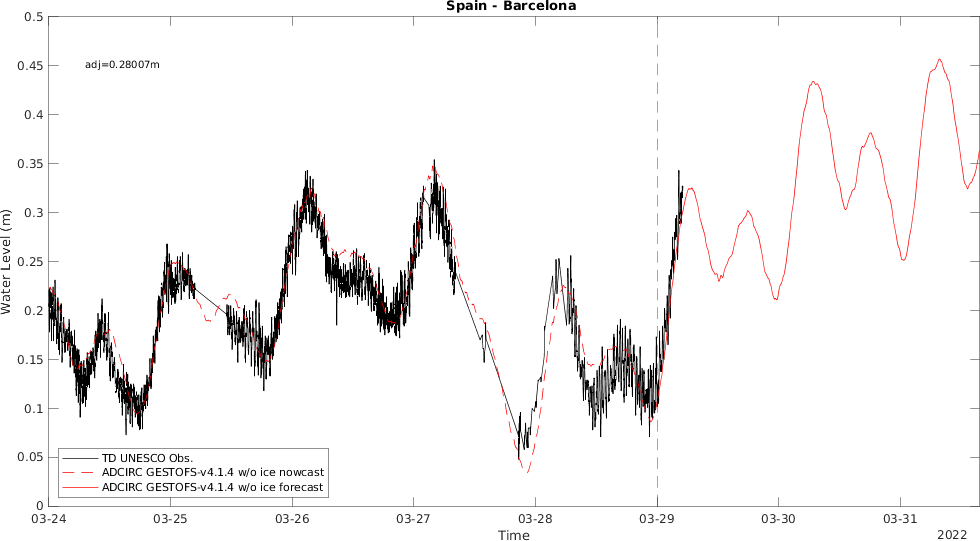 Spain - Barcelona
0.5
0.45
0.4
0.35
0.3
0.25
0.2
0.15
0.1
0.05
0
Water Level (m)
adj=0.28007m
TD UNESCO Obs.
ADCIRC GESTOFS-v4.1.4 w/o ice nowcast
ADCIRC GESTOFS-v4.1.4 w/o ice forecast
03-24 03-25 03-26 03-27 03-28 03-29 03-30 03-31
Time
2022